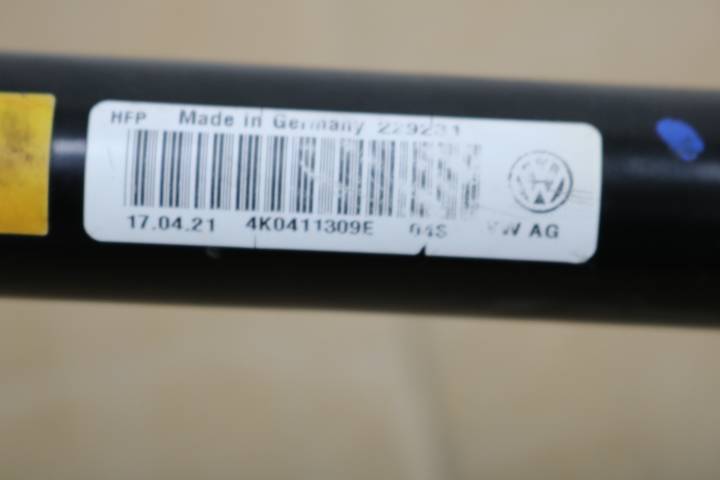 HFP Made in Germany 229231
17.04.21 4K0411309E 04S VW AG